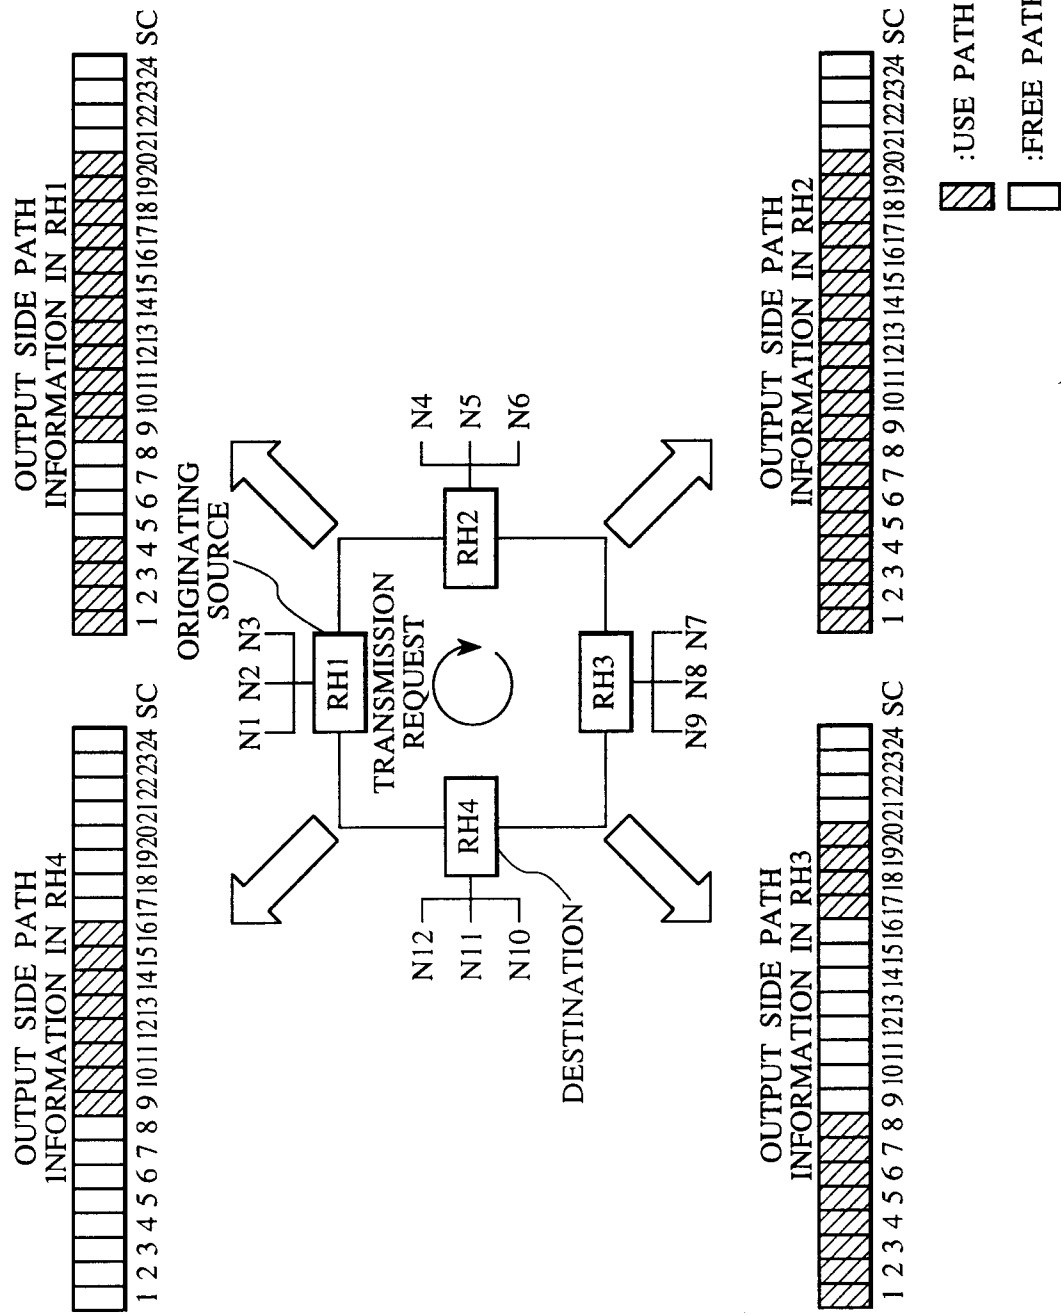 OUTPUT SIDE PATH
INFORMATION IN RH4
1 2 3 4 5 6 7 8 9 10 11 12 13 14 15 16 17 18 19 20 21 22 23 24 SC
OUTPUT SIDE PATH
INFORMATION IN RH1
1 2 3 4 5 6 7 8 9 10 11 12 13 14 15 16 17 18 19 20 21 22 23 24 SC
ORIGINATING
SOURCE
N1 N2 N3
RH1
TRANSMISSION
REQUEST
N12
N11
N10
RH4
RH2
N4
N5
N6
DESTINATION
RH3
N9 N8 N7
OUTPUT SIDE PATH
INFORMATION IN RH3
1 2 3 4 5 6 7 8 9 10 11 12 13 14 15 16 17 18 19 20 21 22 23 24 SC
OUTPUT SIDE PATH
INFORMATION IN RH2
1 2 3 4 5 6 7 8 9 10 11 12 13 14 15 16 17 18 19 20 21 22 23 24 SC
:USE PATH
:FREE PATH